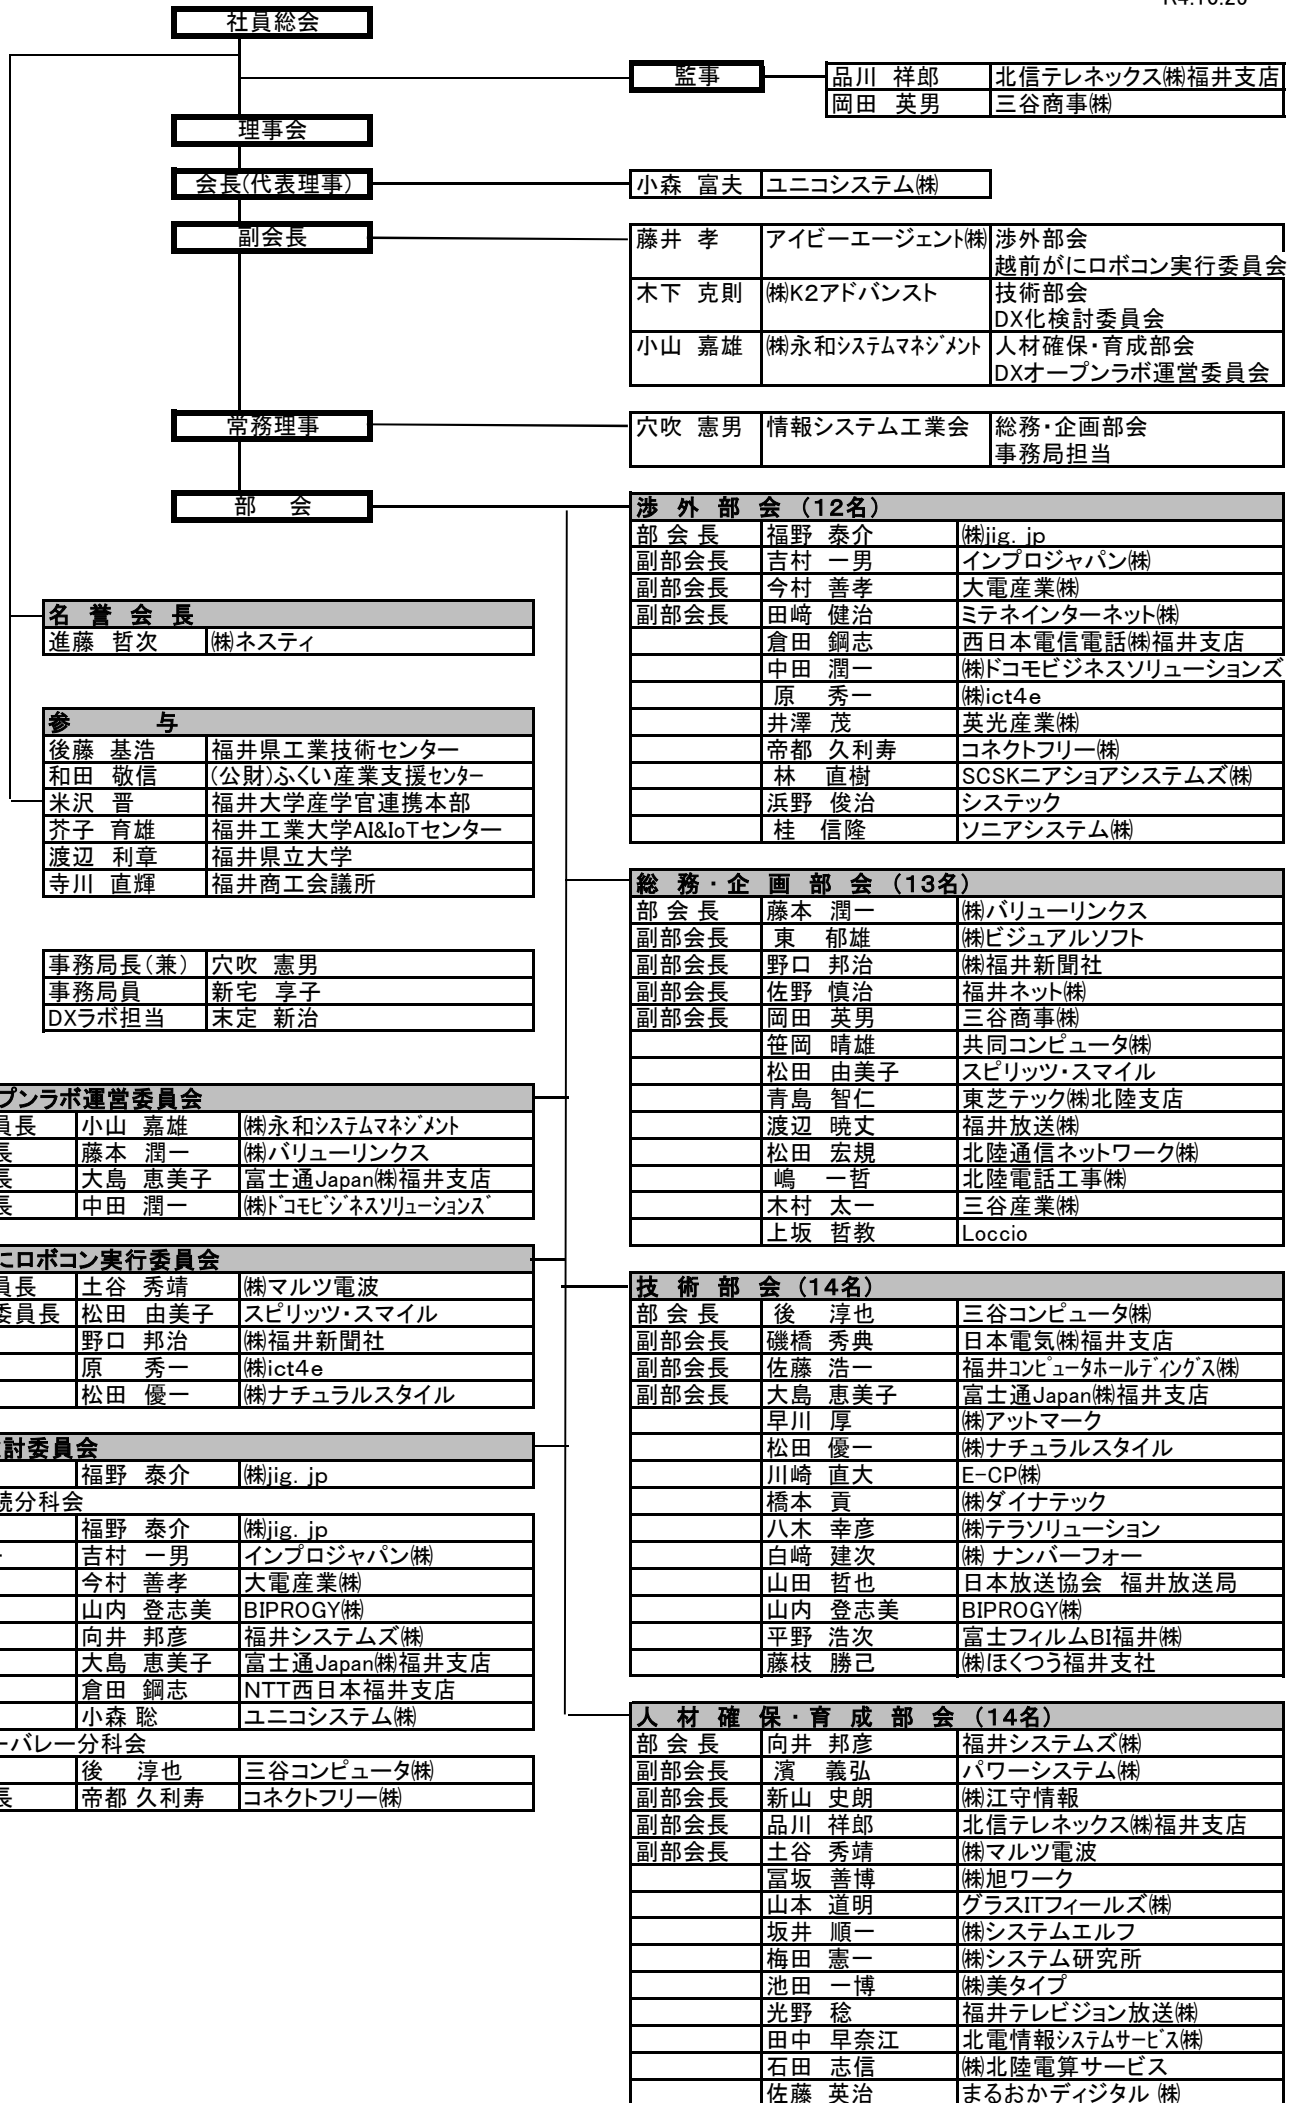 社員総会
監事
品川 祥郎 北信テレネックス㈱福井支店
岡田 英男 三谷商事㈱
理事会
会長(代表理事)
小森 富夫 ユニコシステム㈱
副会長
藤井 孝 アイビーエージェント㈱ 渉外部会
越前がにロボコン実行委員会
木下 克則 ㈱K2アドバンスト 技術部会
DX化検討委員会
小山 嘉雄 ㈱永和システムマネジメント 人材確保・育成部会
DXオープンラボ運営委員会
常務理事
穴吹 憲男 情報システム工業会 総務・企画部会
事務局担当
部 会
渉 外 部 会 (12名)
部 会 長 福野 泰介 ㈱jig. jp
副部会長 吉村 一男 インプロジャパン㈱
副部会長 今村 善孝 大電産業㈱
副部会長 田﨑 健治 ミテネインターネット㈱
倉田 鋼志 西日本電信電話㈱福井支店
中田 潤一 ㈱ドコモビジネスソリューションズ
原 秀一 ㈱ict4e
井澤 茂 英光産業㈱
帝都 久利寿 コネクトフリー㈱
林 直樹 SCSKニアショアシステムズ㈱
浜野 俊治 システック
桂 信隆 ソニアシステム㈱
名 誉 会 長
進藤 哲次 ㈱ネスティ
参 与
後藤 基浩 福井県工業技術センター
和田 敬信 (公財)ふくい産業支援センター
米沢 晋 福井大学産学官連携本部
芥子 育雄 福井工業大学AI&IoTセンター
渡辺 利章 福井県立大学
寺川 直輝 福井商工会議所
事務局長(兼) 穴吹 憲男
事務局員 新宅 享子
DXラボ担当 末定 新治
総 務・企 画 部 会 (13名)
部 会 長 藤本 潤一 ㈱バリューリンクス
副部会長 東 郁雄 ㈱ビジュアルソフト
副部会長 野口 邦治 ㈱福井新聞社
副部会長 佐野 慎治 福井ネット㈱
副部会長 岡田 英男 三谷商事㈱
笹岡 晴雄 共同コンピュータ㈱
松田 由美子 スピリッツ・スマイル
青島 智仁 東芝テック㈱北陸支店
渡辺 暁丈 福井放送㈱
松田 宏規 北陸通信ネットワーク㈱
嶋 一哲 北陸電話工事㈱
木村 太一 三谷産業㈱
上坂 哲教 Loccio
プンラボ運営委員会
員長 小山 嘉雄 ㈱永和システムマネジメント
長 藤本 潤一 ㈱バリューリンクス
長 大島 恵美子 富士通Japan㈱福井支店
長 中田 潤一 ㈱ドコモビジネスソリューションズ
にロボコン実行委員会
員長 土谷 秀靖 ㈱マルツ電波
委員長 松田 由美子 スピリッツ・スマイル
野口 邦治 ㈱福井新聞社
原 秀一 ㈱ict4e
松田 優一 ㈱ナチュラルスタイル
討委員会
福野 泰介 ㈱jig. jp
続分科会
福野 泰介 ㈱jig. jp
吉村 一男 インプロジャパン㈱
今村 善孝 大電産業㈱
山内 登志美 BIPROGY㈱
向井 邦彦 福井システムズ㈱
大島 恵美子 富士通Japan㈱福井支店
倉田 鋼志 NTT西日本福井支店
小森 聡 ユニコシステム㈱
ーバレー分科会
後 淳也 三谷コンピュータ㈱
長 帝都 久利寿 コネクトフリー㈱
技 術 部 会 (14名)
部 会 長 後 淳也 三谷コンピュータ㈱
副部会長 磯橋 秀典 日本電気㈱福井支店
副部会長 佐藤 浩一 福井コンピュータホールディングス㈱
副部会長 大島 恵美子 富士通Japan㈱福井支店
早川 厚 ㈱アットマーク
松田 優一 ㈱ナチュラルスタイル
川崎 直大 E-CP㈱
橋本 貢 ㈱ダイナテック
八木 幸彦 ㈱テラソリューション
白﨑 建次 ㈱ ナンバーフォー
山田 哲也 日本放送協会 福井放送局
山内 登志美 BIPROGY㈱
平野 浩次 富士フィルムBI福井㈱
藤枝 勝己 ㈱ほくつう福井支社
人 材 確 保・育 成 部 会 (14名)
部 会 長 向井 邦彦 福井システムズ㈱
副部会長 濱 義弘 パワーシステム㈱
副部会長 新山 史朗 ㈱江守情報
副部会長 品川 祥郎 北信テレネックス㈱福井支店
副部会長 土谷 秀靖 ㈱マルツ電波
冨坂 善博 ㈱旭ワーク
山本 道明 グラスITフィールズ㈱
坂井 順一 ㈱システムエルフ
梅田 憲一 ㈱システム研究所
池田 一博 ㈱美タイプ
光野 稔 福井テレビジョン放送㈱
田中 早奈江 北電情報システムサービス㈱
石田 志信 ㈱北陸電算サービス
佐藤 英治 まるおかディジタル ㈱